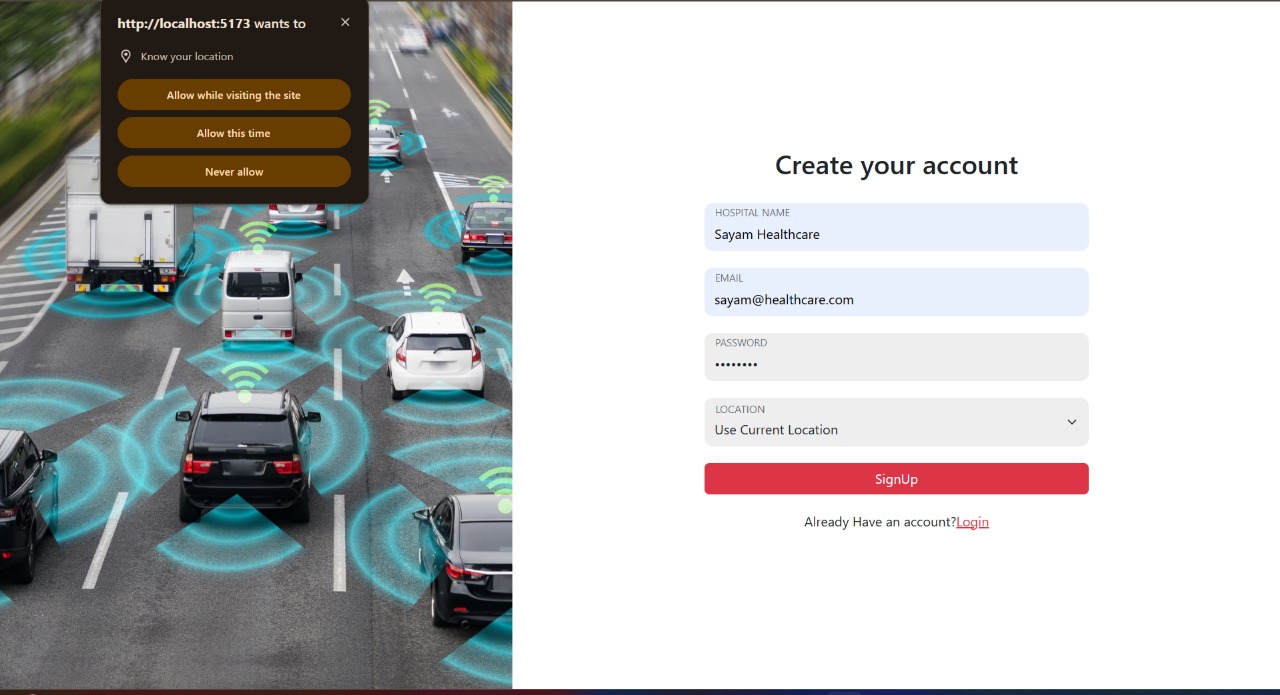 http://localhost:5173 wants to
Know your location
Allow while visiting the site
Allow this time
Never allow
Create your account
HOSPITAL NAME
Sayam Healthcare
EMAIL
sayam@healthcare.com
PASSWORD
••••••••
LOCATION
Use Current Location
SignUp
Already Have an account?Login